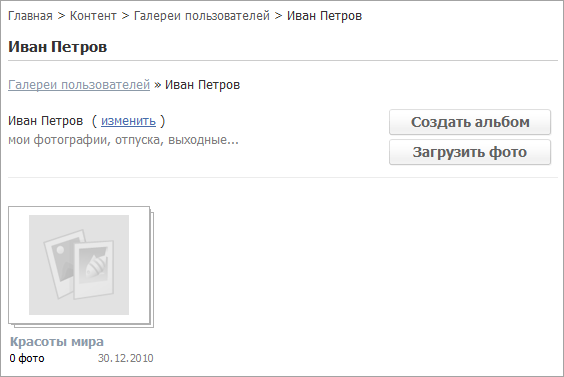 Главная > Контент > Галереи пользователей > Иван Петров
Иван Петров
Галереи пользователей » Иван Петров
Иван Петров ( изменить )
мои фотографии, отпуска, выходные...
Создать альбом
Загрузить фото
Красоты мира
0 фото 30.12.2010